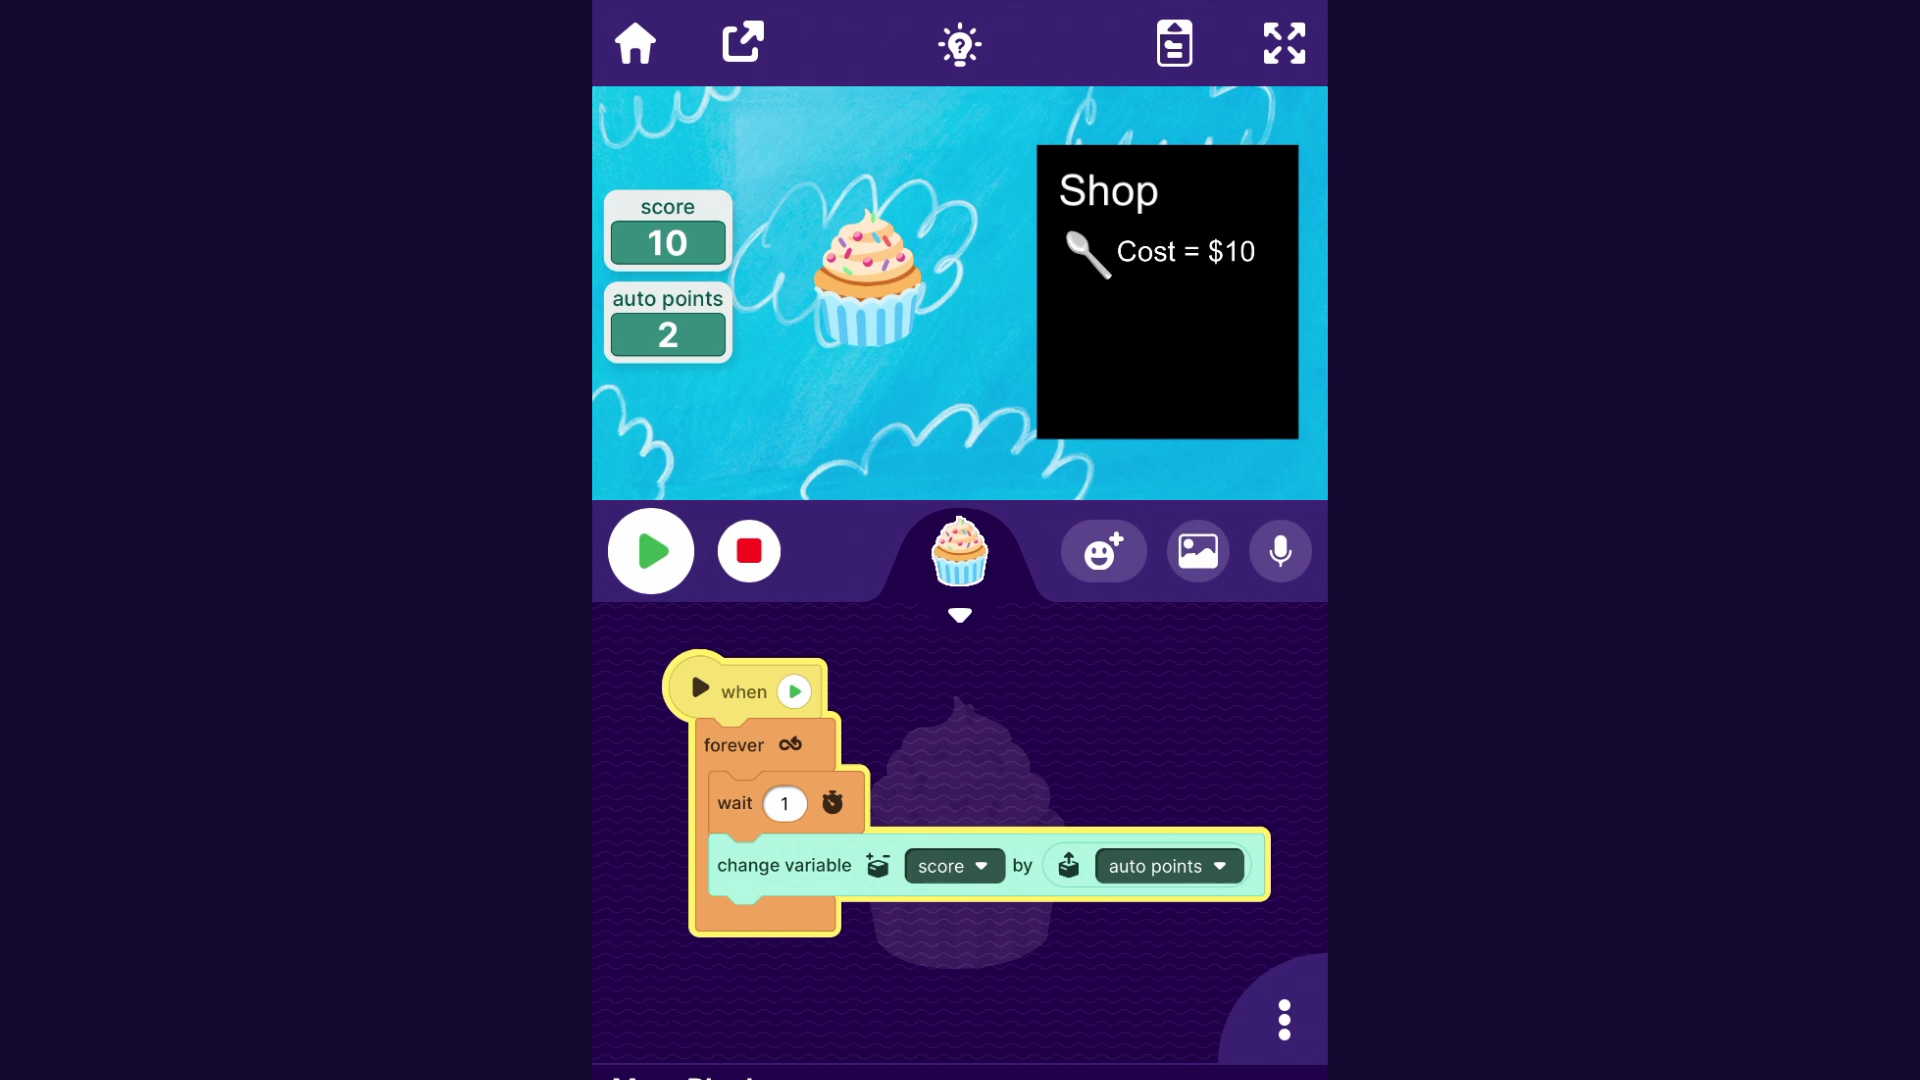 score
10
auto points
2
Shop
Cost = $10
when
forever
wait 1
change variable score by auto points